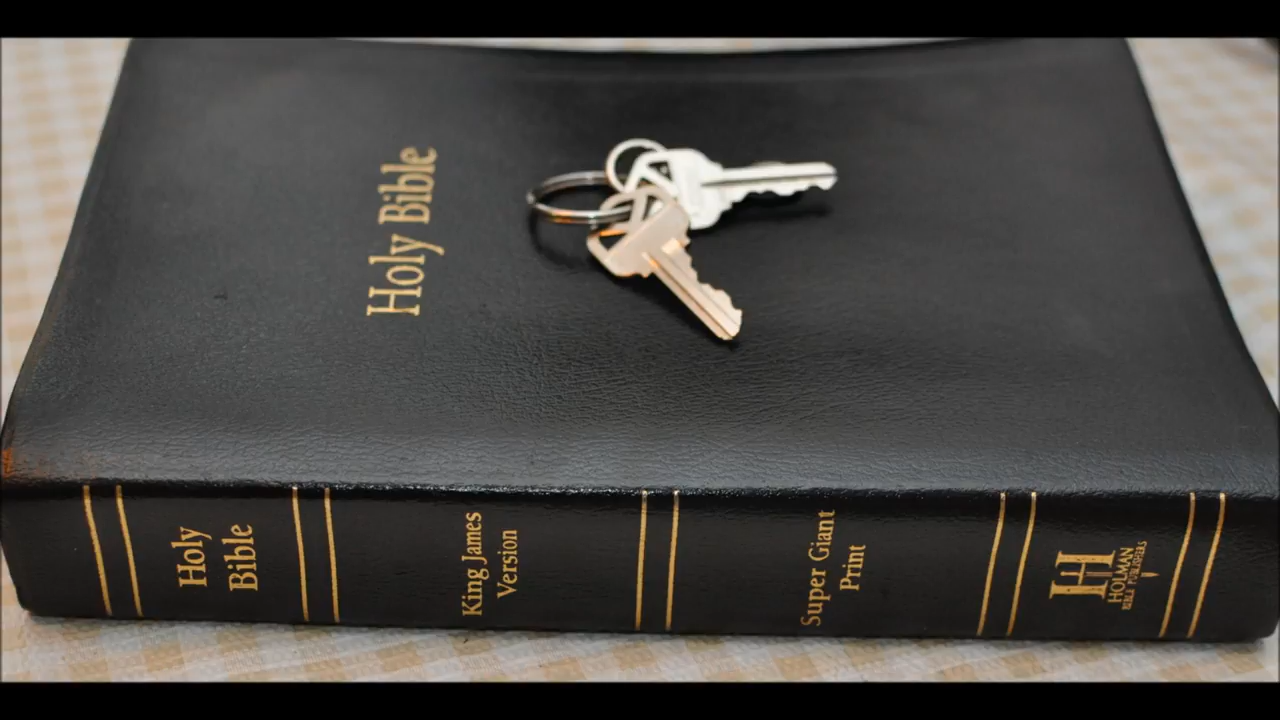 Holy Bible
Holy
Bible
King James
Version
Super Giant
Print
H
HOLMAN
BIBLE PUBLISHERS